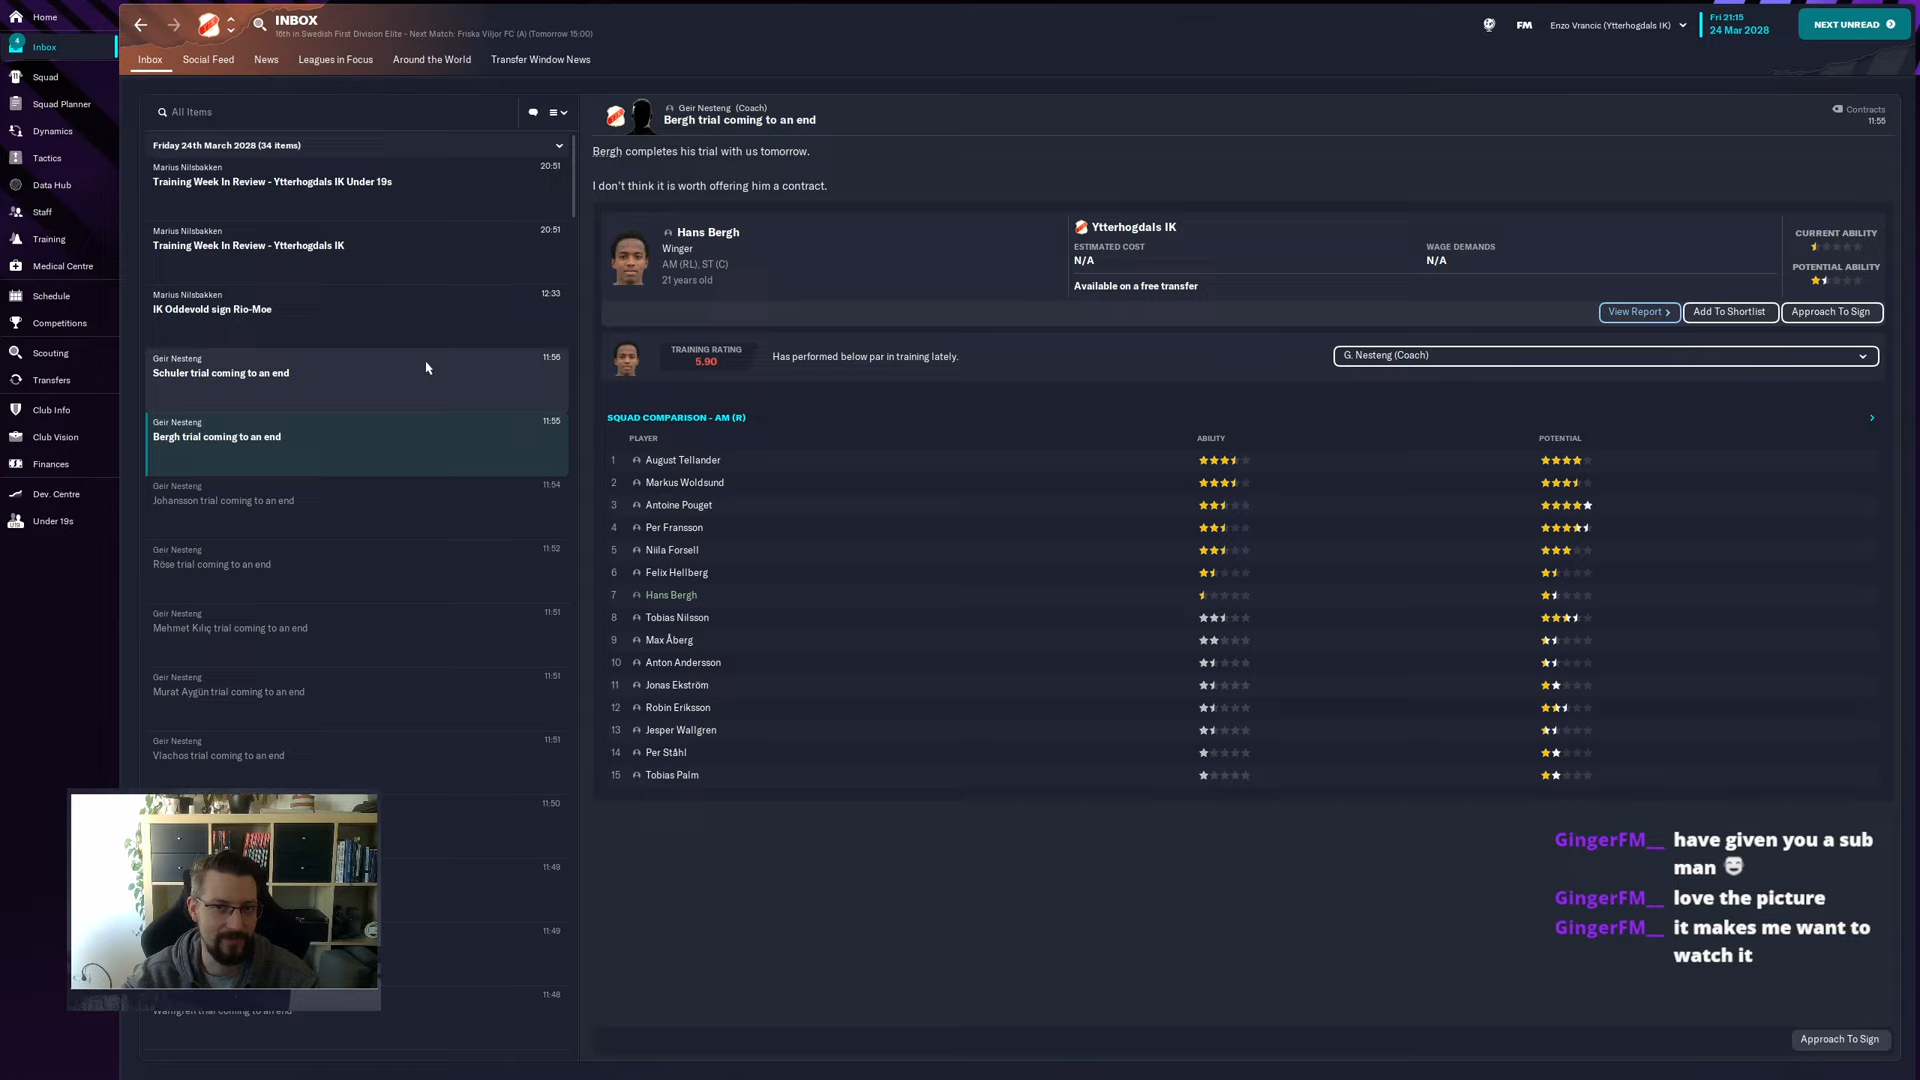 Home
4
Inbox
Squad
Squad Planner
Dynamics
Tactics
Data Hub
Staff
Training
Medical Centre
Schedule
Competitions
Scouting
Transfers
Club Info
Club Vision
Finances
Dev. Centre
Under 19s
INBOX
16th in Swedish First Division Elite - Next Match: Friska Viljor FC (A) (Tomorrow 15:00)
FM
Enzo Vrancic (Ytterhogdals IK)
Fri 21:15
24 Mar 2028
NEXT UNREAD
Inbox Social Feed News Leagues in Focus Around the World Transfer Window News
All Items
Friday 24th March 2028 (34 items)
Marius Nilsbakken 20:51
Training Week In Review - Ytterhogdals IK Under 19s
Marius Nilsbakken 20:51
Training Week In Review - Ytterhogdals IK
Marius Nilsbakken 12:33
IK Oddevold sign Rio-Moe
Geir Nesteng 11:56
Schuler trial coming to an end
Geir Nesteng 11:55
Bergh trial coming to an end
Geir Nesteng 11:54
Johansson trial coming to an end
Geir Nesteng 11:52
Röse trial coming to an end
Geir Nesteng 11:51
Mehmet Kılıç trial coming to an end
Geir Nesteng 11:51
Murat Aygün trial coming to an end
Geir Nesteng 11:51
Vlachos trial coming to an end
11:50
11:49
11:49
11:48
trial coming to an end
Geir Nesteng (Coach)
Bergh trial coming to an end
Contracts
11:55
Bergh completes his trial with us tomorrow.
I don't think it is worth offering him a contract.
Hans Bergh
Winger
AM (RL), ST (C)
21 years old
Ytterhogdals IK
ESTIMATED COST WAGE DEMANDS
N/A N/A
Available on a free transfer
CURRENT ABILITY
POTENTIAL ABILITY
View Report Add To Shortlist Approach To Sign
TRAINING RATING
5.90
Has performed below par in training lately.
G. Nesteng (Coach)
SQUAD COMPARISON - AM (R)
PLAYER ABILITY POTENTIAL
1 August Tellander
2 Markus Woldsund
3 Antoine Pouget
4 Per Fransson
5 Niila Forsell
6 Felix Hellberg
7 Hans Bergh
8 Tobias Nilsson
9 Max Åberg
10 Anton Andersson
11 Jonas Ekström
12 Robin Eriksson
13 Jesper Wallgren
14 Per Ståhl
15 Tobias Palm
GingerFM__ have given you a sub
man
GingerFM__ love the picture
GingerFM__ it makes me want to
watch it
Approach To Sign